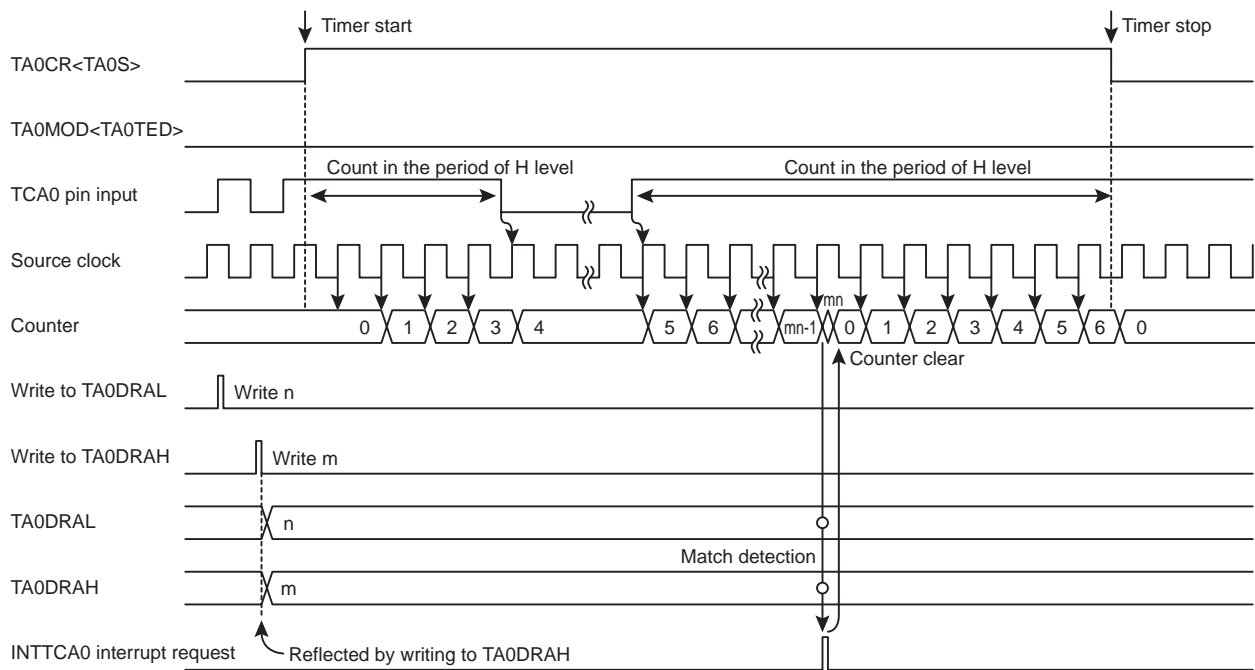 Timer start
Timer stop
TA0CR<TA0S>
TA0MOD<TA0TED>
Count in the period of H level
Count in the period of H level
TCA0 pin input
Source clock
mn
Counter
0 1 2 3 4 5 6 mn-1 0 1 2 3 4 5 6 0
Counter clear
Write to TA0DRAL
Write n
Write to TA0DRAH
Write m
TA0DRAL
n
Match detection
TA0DRAH
m
INTTCA0 interrupt request
Reflected by writing to TA0DRAH